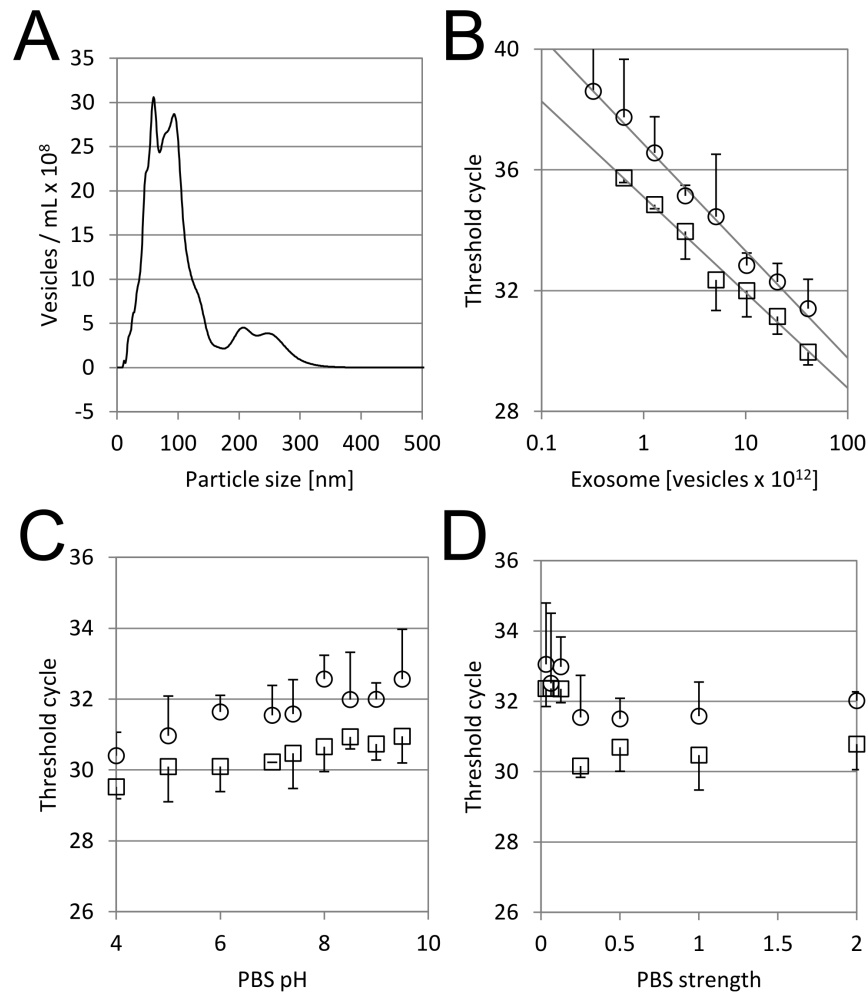 A
35
30
25
20
15
10
5
0
-5
Vesicles / mL x 10⁸
0 100 200 300 400 500
Particle size [nm]
B
40
36
32
28
Threshold cycle
0.1 1 10 100
Exosome [vesicles x 10¹²]
C
36
34
32
30
28
26
Threshold cycle
4 6 8 10
PBS pH
D
36
34
32
30
28
26
Threshold cycle
0 0.5 1 1.5 2
PBS strength